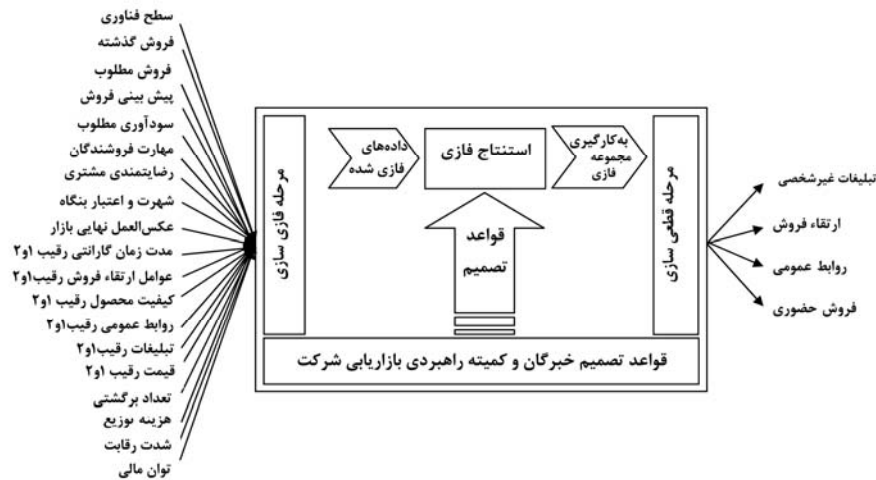 سطح فناوری
فروش گذشته
فروش مطلوب
پیش بینی فروش
سودآوری مطلوب
مهارت فروشندگان
رضایتمندی مشتری
شهرت و اعتبار بنگاه
عکس‌العمل نهایی بازار
مدت زمان گارانتی رقیب ۱و۲
عوامل ارتقاء فروش رقیب۱و۲
کیفیت محصول رقیب ۱و۲
روابط عمومی رقیب۱و۲
تبلیغات رقیب۱و۲
قیمت رقیب ۱و۲
تعداد برگشتی
هزینه توزیع
شدت رقابت
توان مالی
مرحله فازی سازی
داده‌های
فازی شده
استنتاج فازی
به‌کارگیری
مجموعه
فازی
قواعد
تصمیم
مرحله قطعی سازی
قواعد تصمیم خبرگان و کمیته راهبردی بازاریابی شرکت
تبلیغات غیرشخصی
ارتقاء فروش
روابط عمومی
فروش حضوری